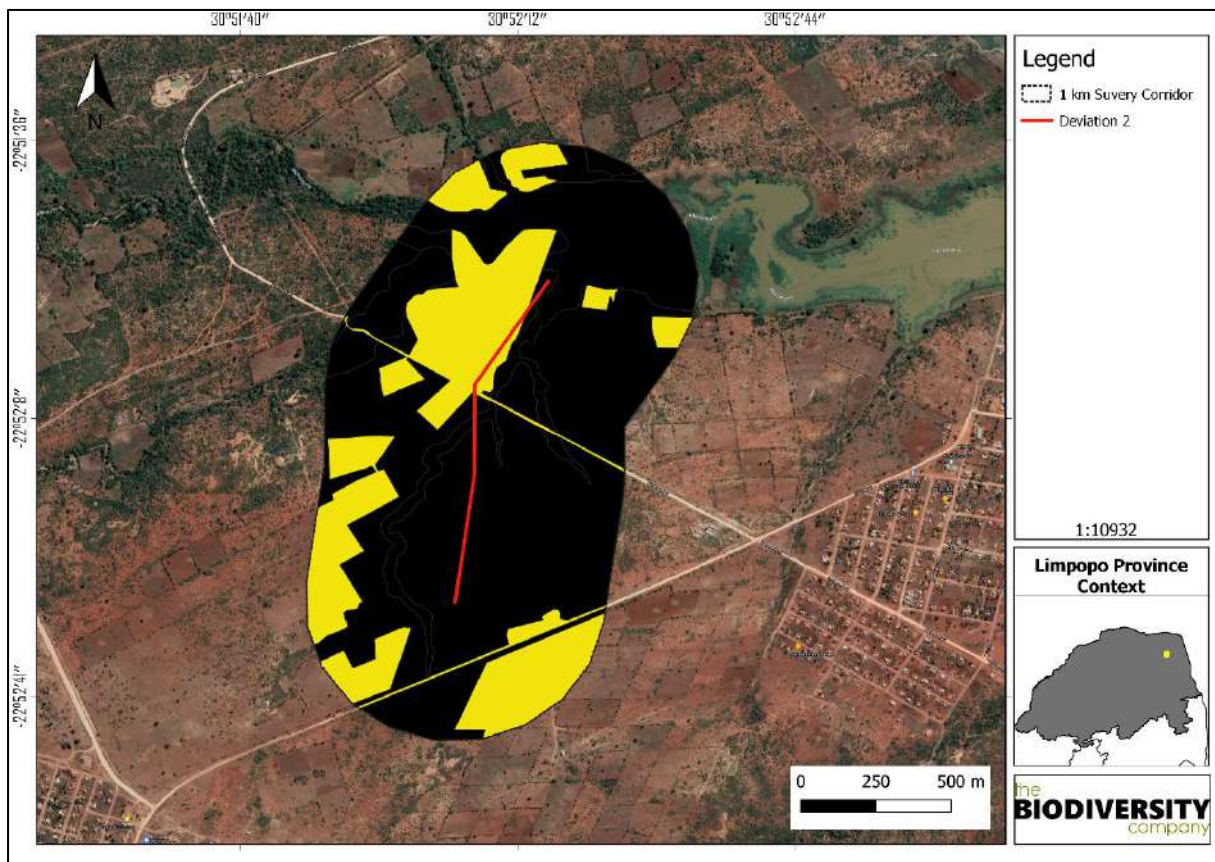 30°51'40''
30°52'12''
30°52'44''
-22°51'36''
-22°52'8''
-22°52'41''
N
Legend
1 km Suvery Corridor
Deviation 2
1:10932
Limpopo Province
Context
0 250 500 m
the
BIODIVERSITY
company